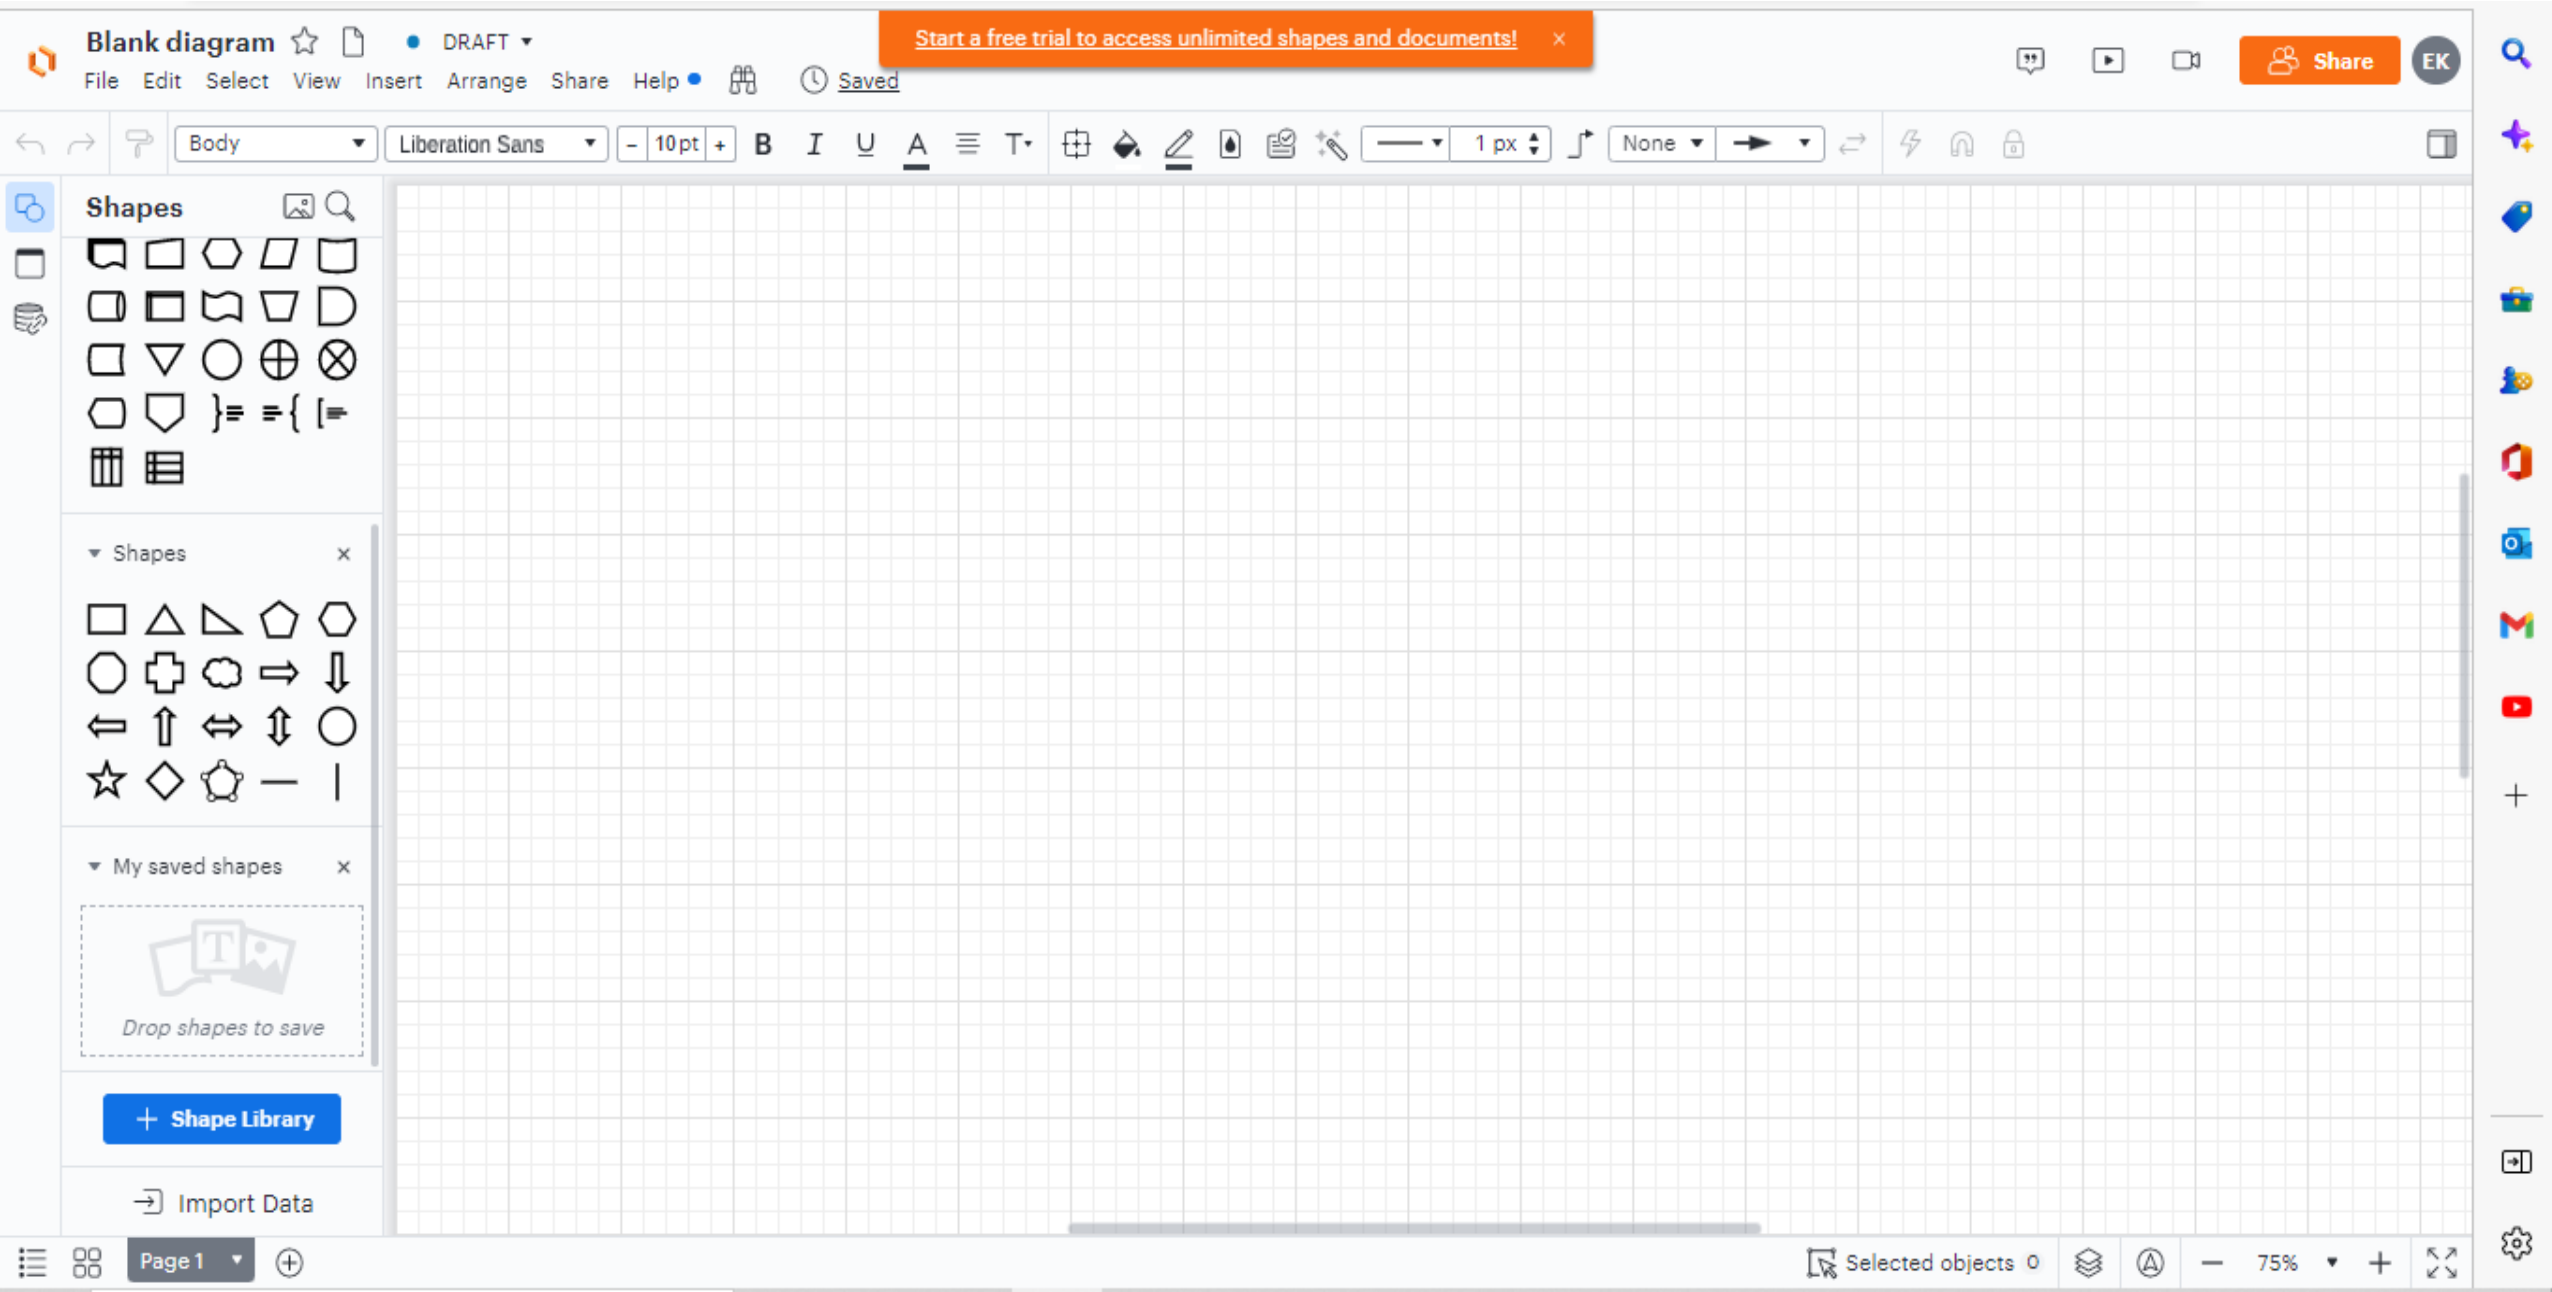 Blank diagram
DRAFT
Start a free trial to access unlimited shapes and documents!
File Edit Select View Insert Arrange Share Help
Saved
Share
EK
Body
Liberation Sans
- 10 pt +
B I U A T
1 px
None
Shapes
Shapes
My saved shapes
T
Drop shapes to save
+ Shape Library
Import Data
Page 1
Selected objects 0
A
75%